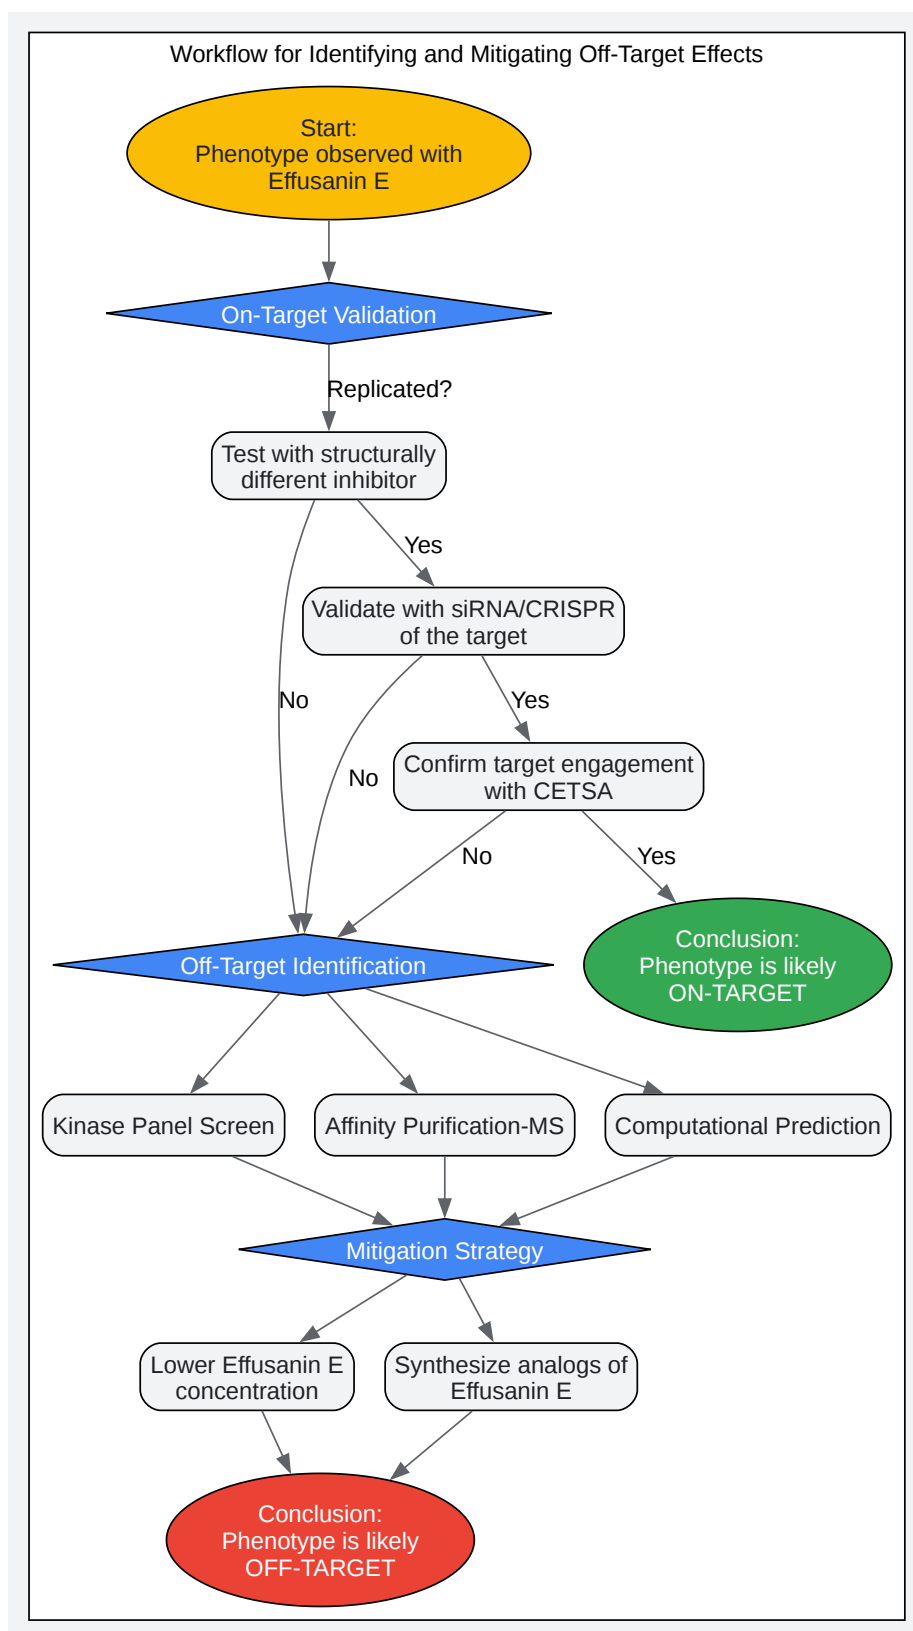 Workflow for Identifying and Mitigating Off-Target Effects
Start:
Phenotype observed with
Effusanin E
On-Target Validation
Replicated?
Test with structurally
different inhibitor
Yes
Validate with siRNA/CRISPR
of the target
No
Yes
No
Confirm target engagement
with CETSA
No
Yes
Conclusion:
Phenotype is likely
ON-TARGET
Off-Target Identification
Kinase Panel Screen
Affinity Purification-MS
Computational Prediction
Mitigation Strategy
Lower Effusanin E
concentration
Synthesize analogs of
Effusanin E
Conclusion:
Phenotype is likely
OFF-TARGET